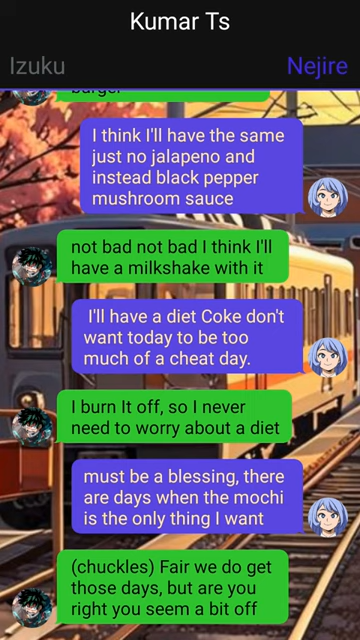 Kumar Ts
Izuku
Nejire
burger
I think I'll have the same
just no jalapeno and
instead black pepper
mushroom sauce
not bad not bad I think I'll
have a milkshake with it
I'll have a diet Coke don't
want today to be too
much of a cheat day.
I burn It off, so I never
need to worry about a diet
must be a blessing, there
are days when the mochi
is the only thing I want
(chuckles) Fair we do get
those days, but are you
right you seem a bit off